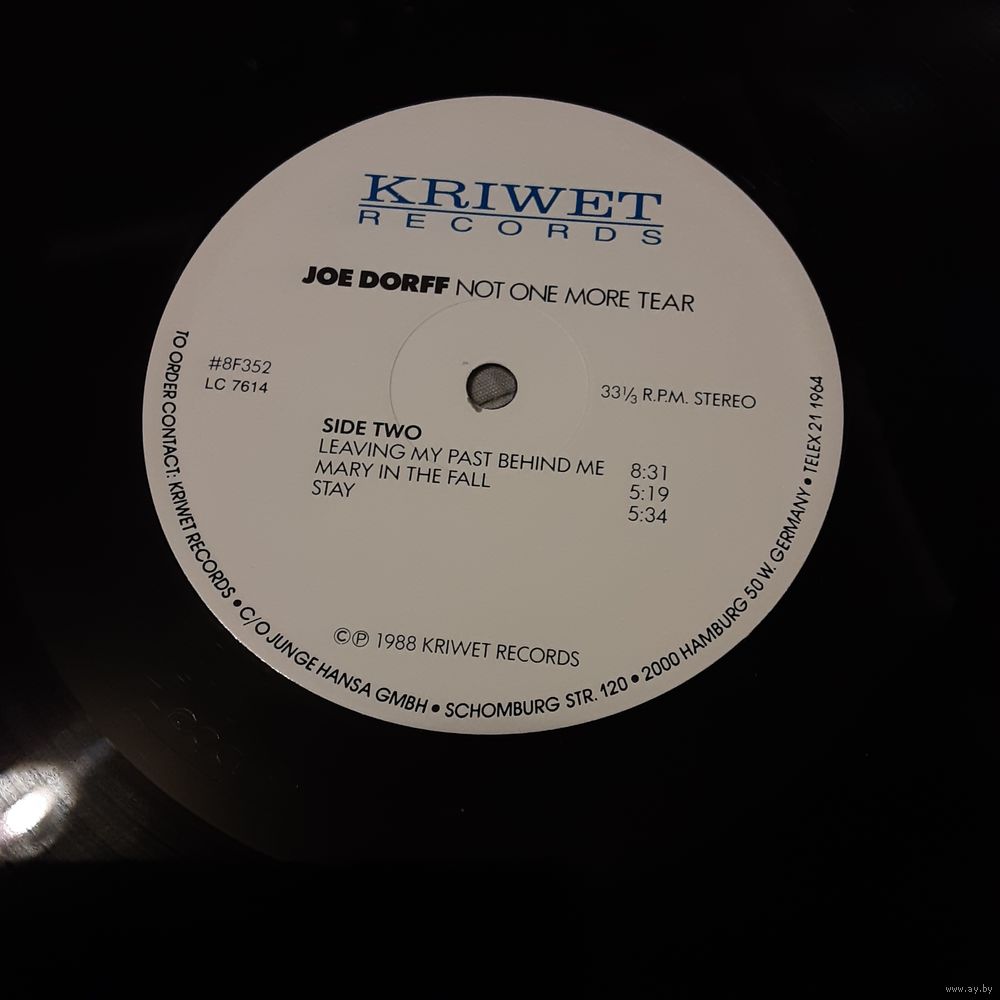 KRIWET
RECORDS
JOE DORFF NOT ONE MORE TEAR
#8F352
LC 7614
33⅓ R.P.M. STEREO
SIDE TWO
LEAVING MY PAST BEHIND ME 8:31
MARY IN THE FALL 5:19
STAY 5:34
©℗ 1988 KRIWET RECORDS
TO ORDER CONTACT: KRIWET RECORDS • C/O JUNGE HANSA GMBH • SCHOMBURG STR. 120 • 2000 HAMBURG 50 W. GERMANY • TELEX 21 1964
www.ay.by